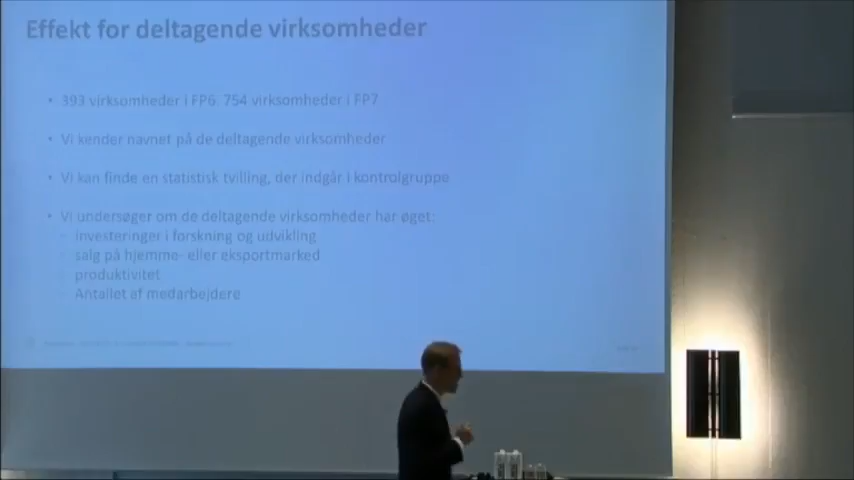 Effekt for deltagende virksomheder
• 393 virksomheder i FP6: 754 virksomheder i FP7
• Vi kender navnet på de deltagende virksomheder
• Vi kan finde en statistisk tvilling, der indgår i kontrolgruppe
• Vi undersøger om de deltagende virksomheder har øget:
- Investeringer i forskning og udvikling
- salg på hjemme- eller eksportmarked
- produktivitet
- Antallet af medarbejdere